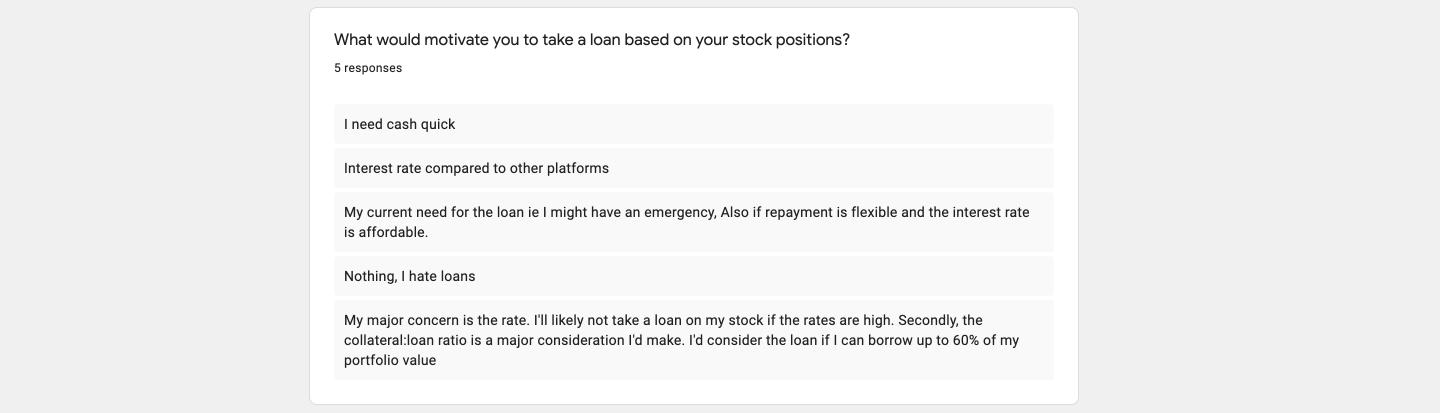 What would motivate you to take a loan based on your stock positions?
5 responses
I need cash quick
Interest rate compared to other platforms
My current need for the loan ie I might have an emergency, Also if repayment is flexible and the interest rate
is affordable.
Nothing, I hate loans
My major concern is the rate. I'll likely not take a loan on my stock if the rates are high. Secondly, the
collateral:loan ratio is a major consideration I'd make. I'd consider the loan if I can borrow up to 60% of my
portfolio value